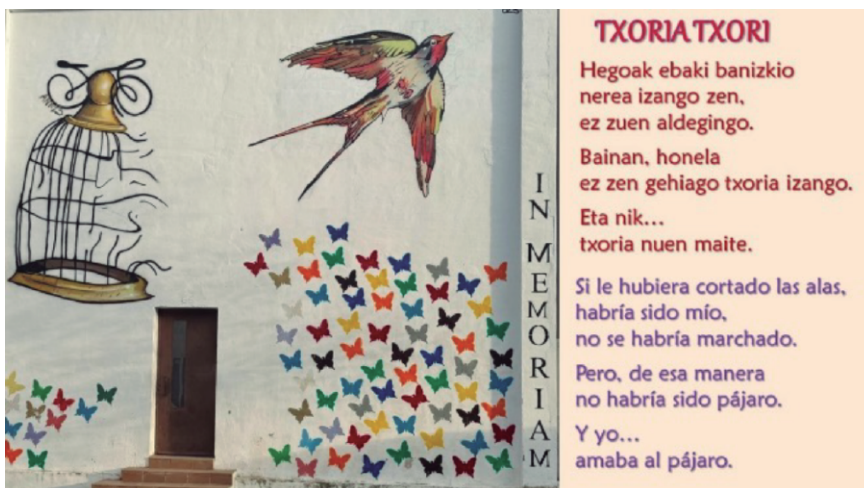 IN MEMORIAM
TXORIA TXORI
Hegoak ebaki banizkio
nerea izango zen,
ez zuen aldegingo.
Bainan, honela
ez zen gehiago txoria izango.
Eta nik...
txoria nuen maite.
Si le hubiera cortado las alas,
habría sido mío,
no se habría marchado.
Pero, de esa manera
no habría sido pájaro.
Y yo...
amaba al pájaro.